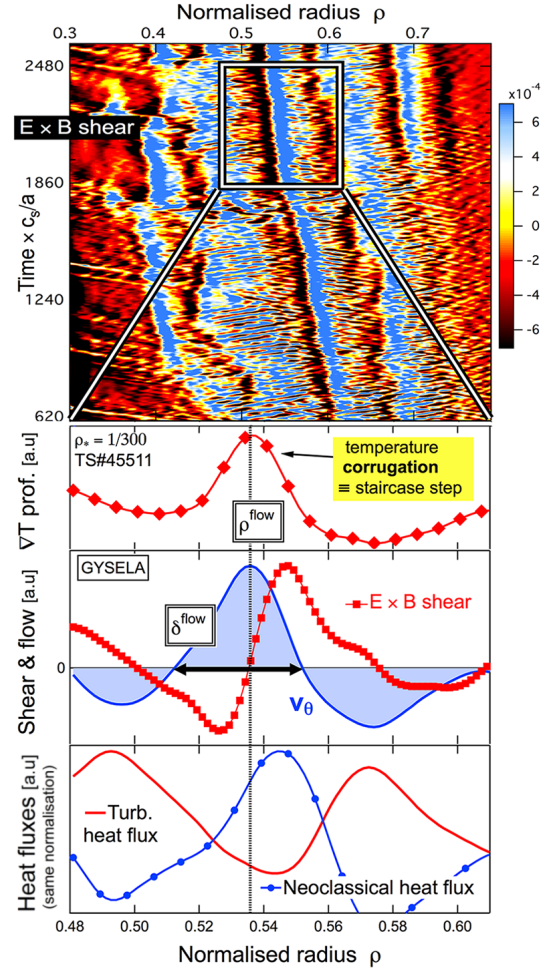 Normalised radius ρ
0.3 0.4 0.5 0.6 0.7
2480
1860
1240
620
Time × cₛ/a
E × B shear
x10⁻⁴
6
4
2
0
-2
-4
-6
∇T prof. [a.u]
ρ* = 1/300
TS#45511
temperature
corrugation
≡ staircase step
ρ^flow
Shear & flow [a.u]
GYSELA
E × B shear
δ^flow
0
v_θ
Heat fluxes [a.u]
(same normalisation)
Turb.
heat flux
Neoclassical heat flux
0.48 0.50 0.52 0.54 0.56 0.58 0.60
Normalised radius ρ